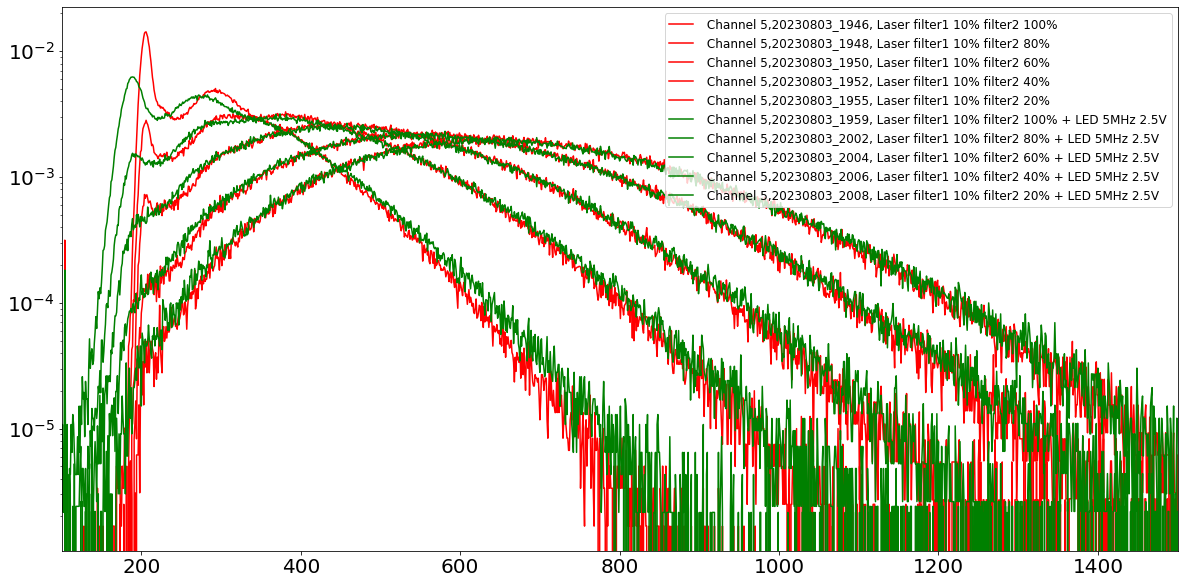 10⁻²
10⁻³
10⁻⁴
10⁻⁵
Channel 5,20230803_1946, Laser filter1 10% filter2 100%
Channel 5,20230803_1948, Laser filter1 10% filter2 80%
Channel 5,20230803_1950, Laser filter1 10% filter2 60%
Channel 5,20230803_1952, Laser filter1 10% filter2 40%
Channel 5,20230803_1955, Laser filter1 10% filter2 20%
Channel 5,20230803_1959, Laser filter1 10% filter2 100% + LED 5MHz 2.5V
Channel 5,20230803_2002, Laser filter1 10% filter2 80% + LED 5MHz 2.5V
Channel 5,20230803_2004, Laser filter1 10% filter2 60% + LED 5MHz 2.5V
Channel 5,20230803_2006, Laser filter1 10% filter2 40% + LED 5MHz 2.5V
Channel 5,20230803_2008, Laser filter1 10% filter2 20% + LED 5MHz 2.5V
200 400 600 800 1000 1200 1400